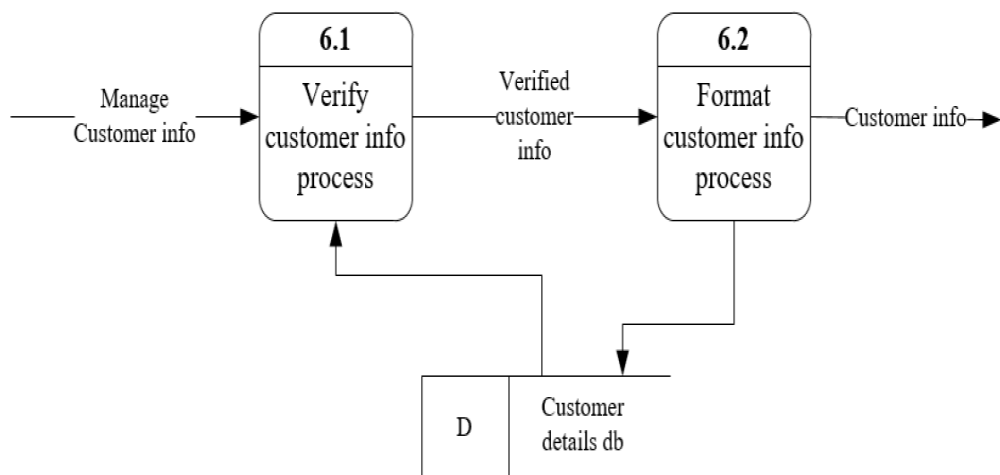 Manage
Customer info
6.1
Verify
customer info
process
Verified
customer
info
6.2
Format
customer info
process
Customer info
D
Customer
details db